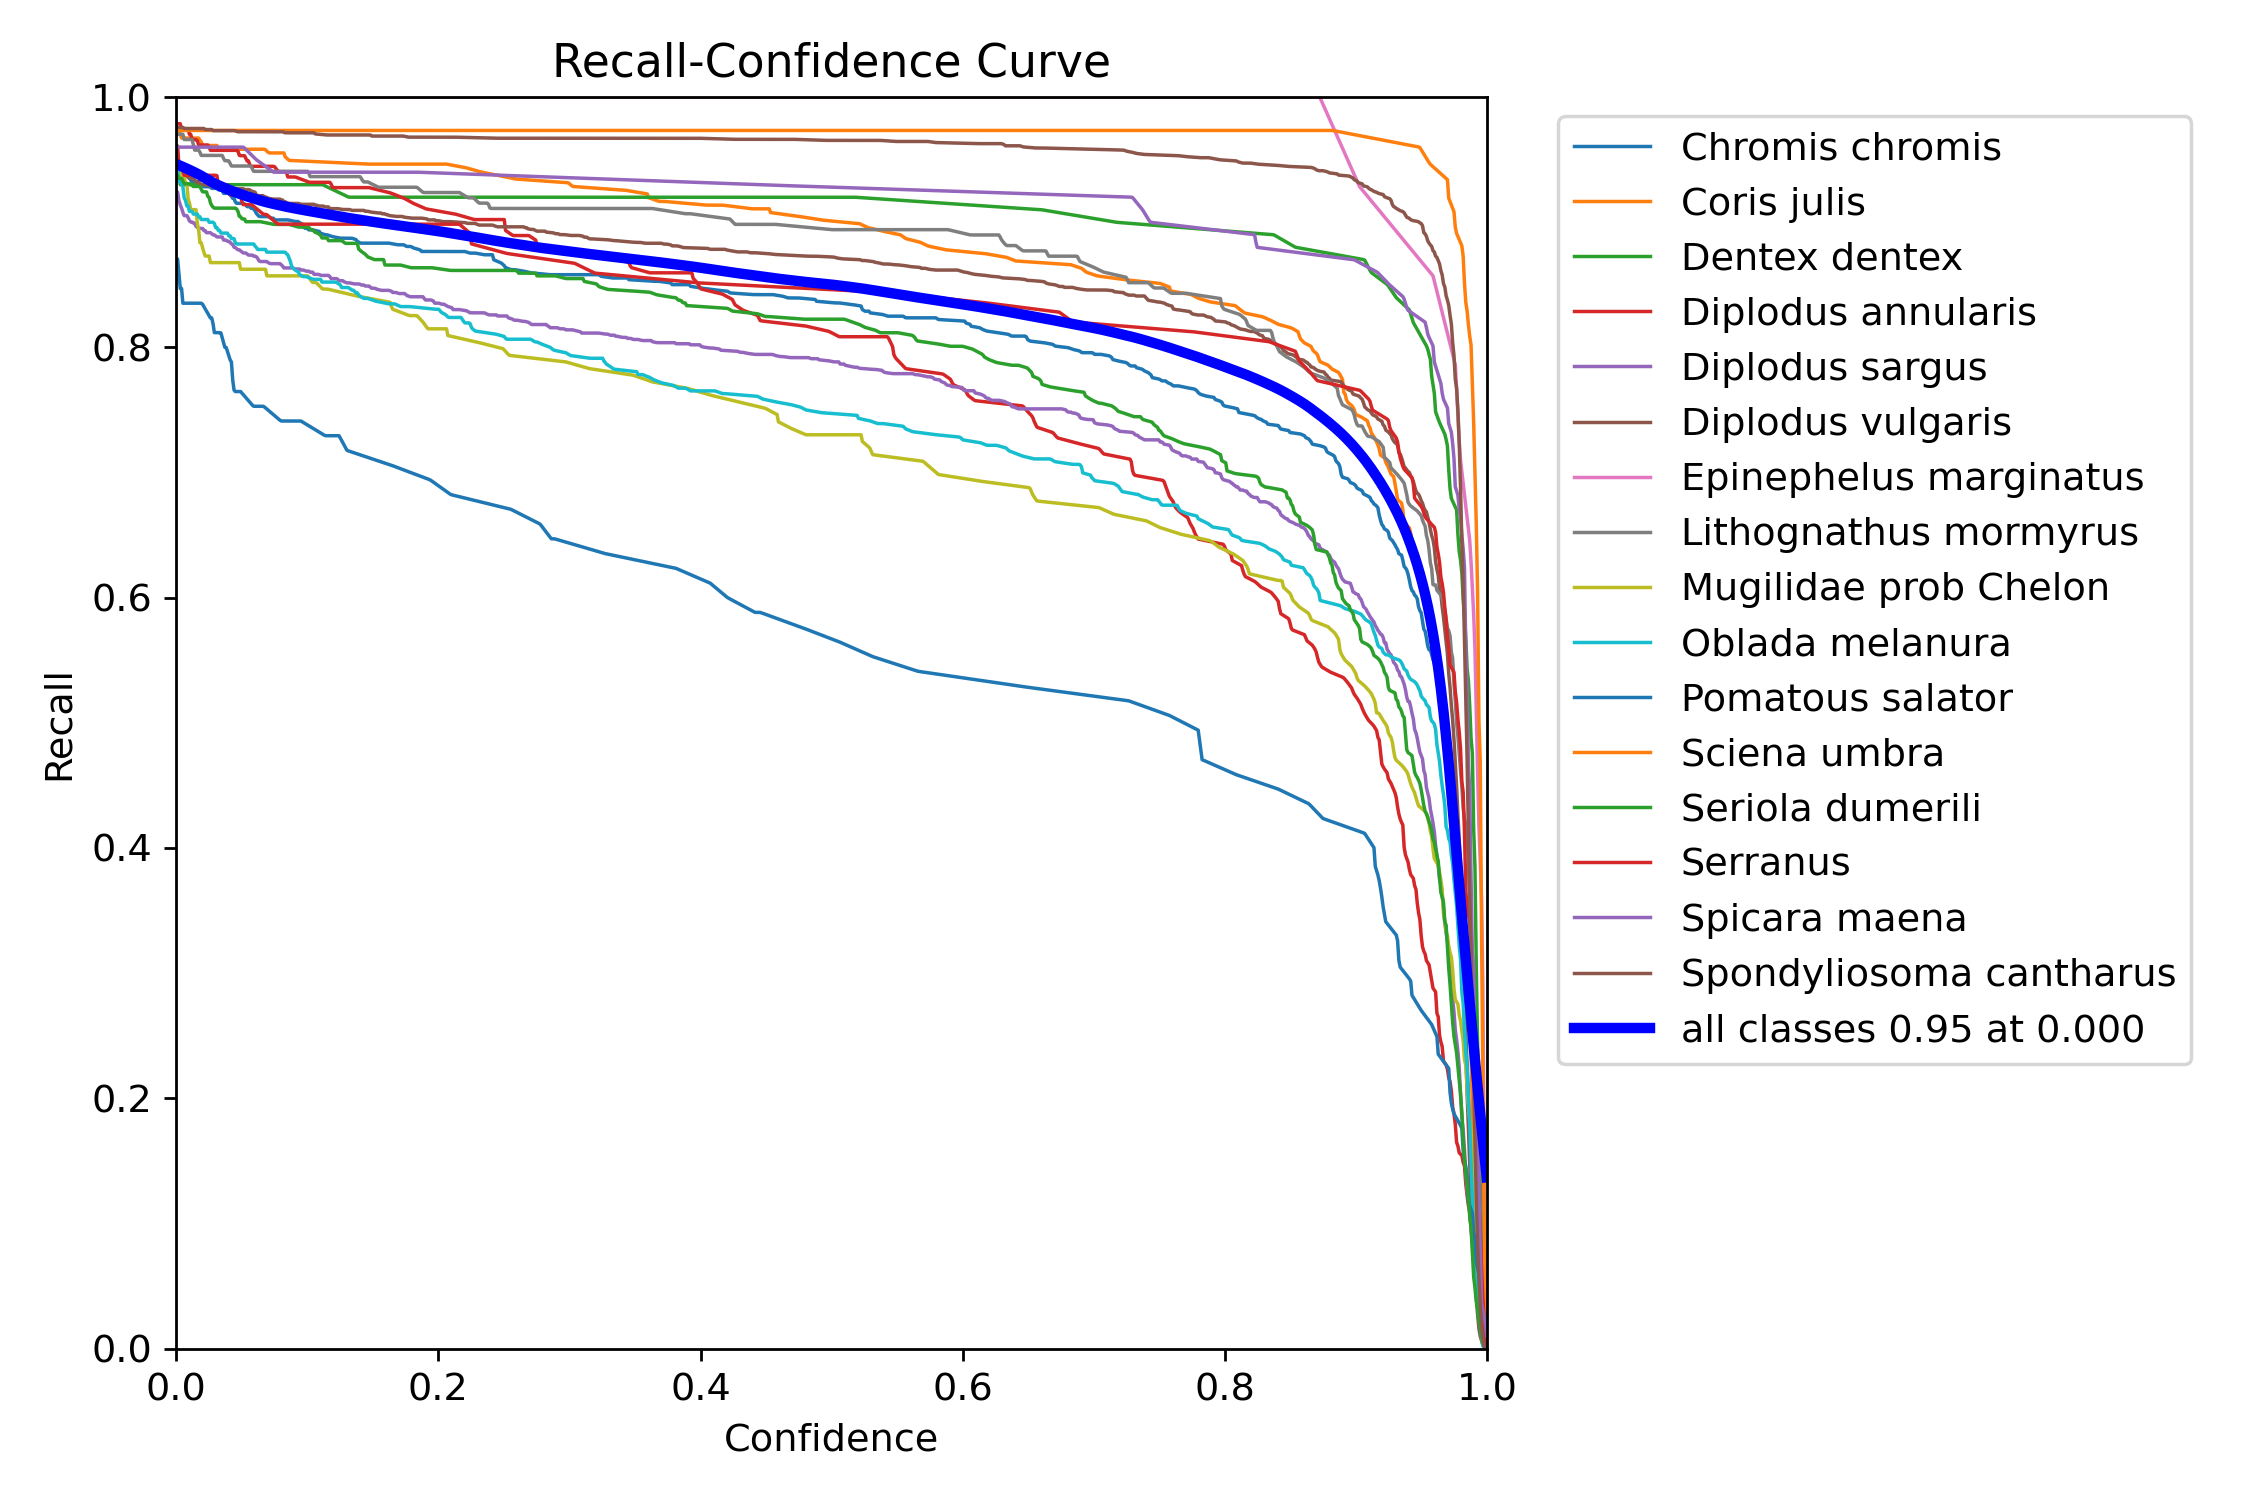 Recall-Confidence Curve
1.0
0.8
0.6
0.4
0.2
0.0
Recall
0.0 0.2 0.4 0.6 0.8 1.0
Confidence
Chromis chromis
Coris julis
Dentex dentex
Diplodus annularis
Diplodus sargus
Diplodus vulgaris
Epinephelus marginatus
Lithognathus mormyrus
Mugilidae prob Chelon
Oblada melanura
Pomatous salator
Sciena umbra
Seriola dumerili
Serranus
Spicara maena
Spondyliosoma cantharus
all classes 0.95 at 0.000